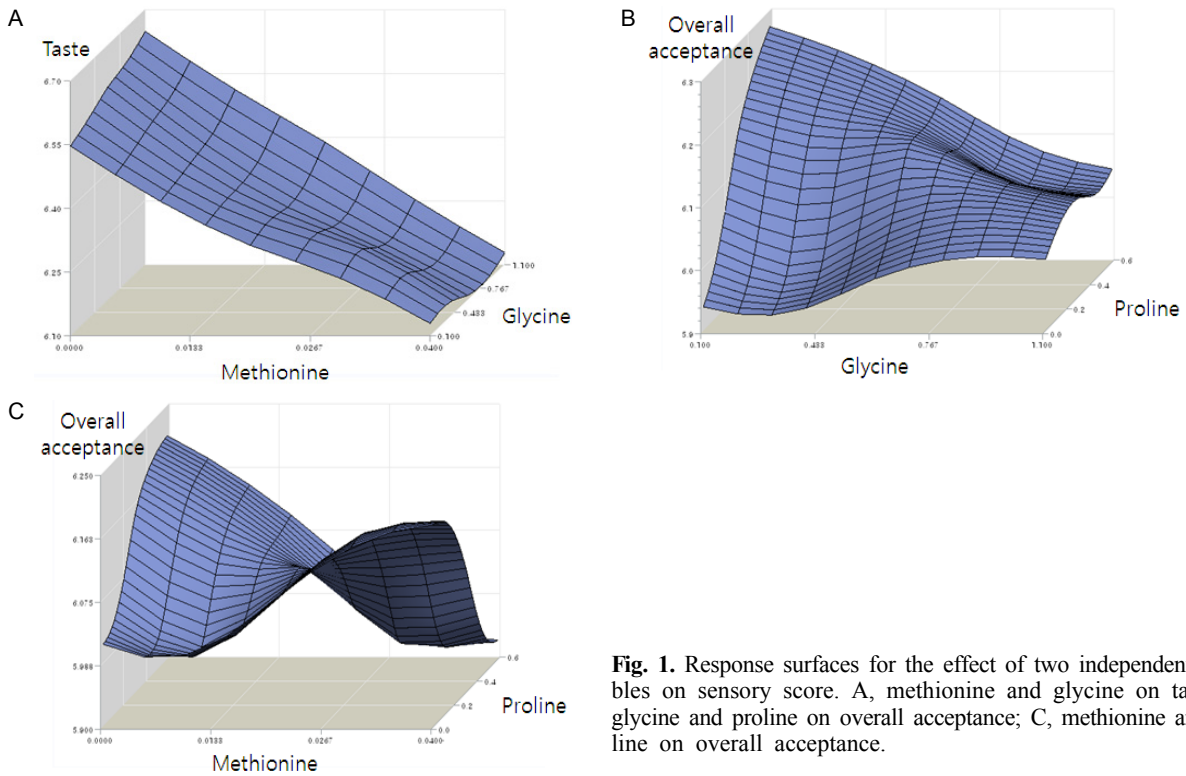 A
Taste
6.70
6.55
6.40
6.25
6.10
0.0000
0.0133
0.0267
0.0400
Methionine
0.100
0.433
0.767
1.100
Glycine
B
Overall
acceptance
6.3
6.2
6.1
6.0
5.9
0.100
0.433
0.767
1.100
Glycine
0.0
0.2
0.4
0.6
Proline
C
Overall
acceptance
6.250
6.163
6.075
5.988
5.900
0.0000
0.0133
0.0267
0.0400
Methionine
0.0
0.2
0.4
0.6
Proline
Fig. 1. Response surfaces for the effect of two independen
bles on sensory score. A, methionine and glycine on ta
glycine and proline on overall acceptance; C, methionine a
line on overall acceptance.